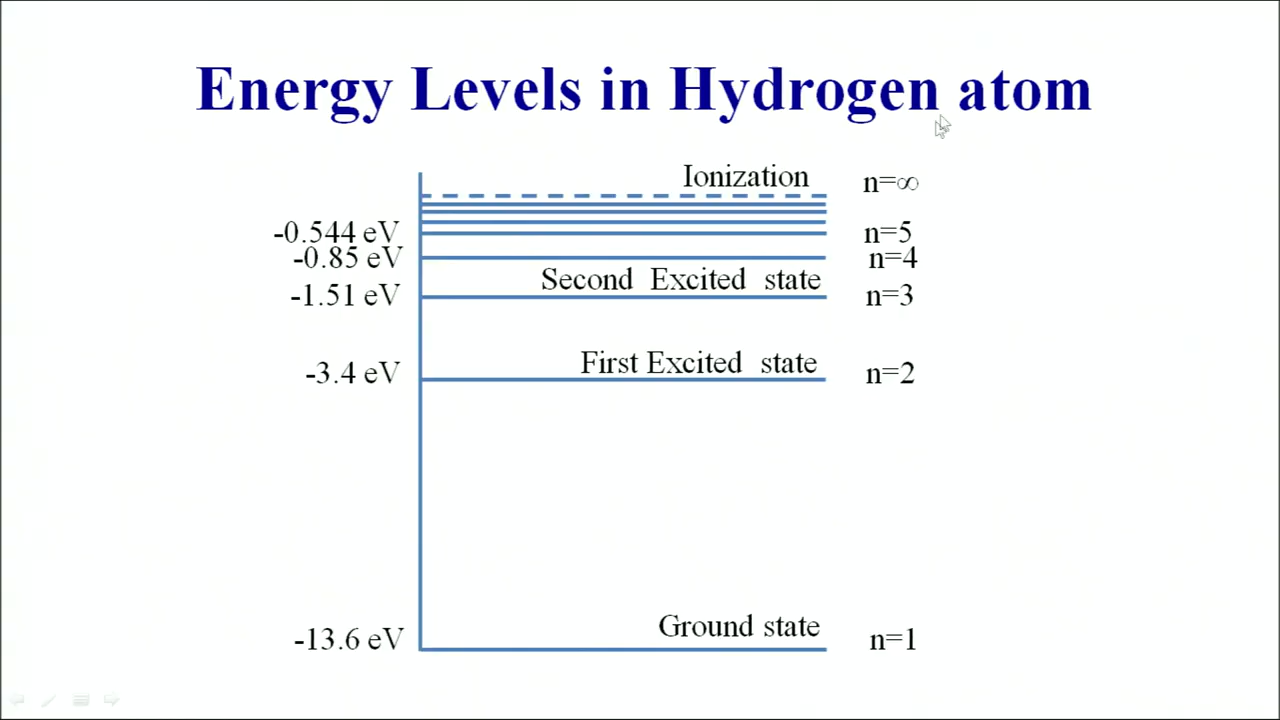 Energy Levels in Hydrogen atom
Ionization n=∞
-0.544 eV n=5
-0.85 eV n=4
Second Excited state
-1.51 eV n=3
First Excited state
-3.4 eV n=2
Ground state
-13.6 eV n=1